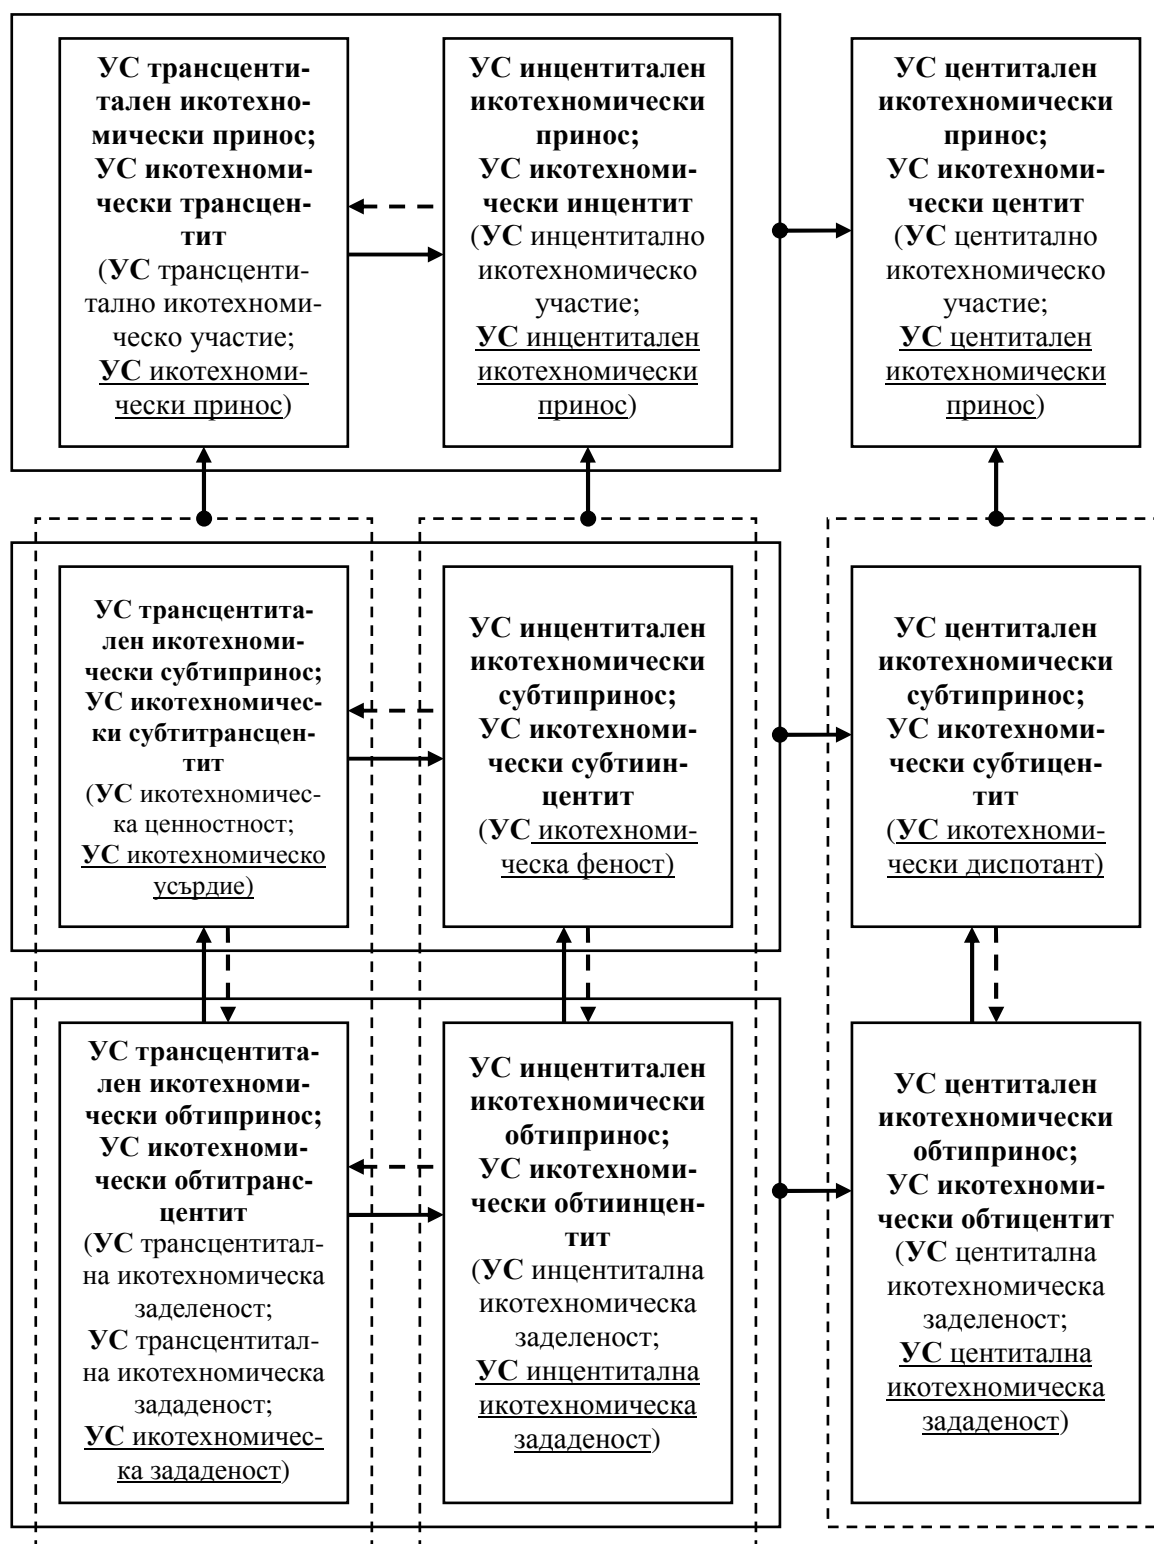 УС трансценти-
тален икотехно-
мически принос;
УС икотехноми-
чески трансцен-
тит
(УС трансценти-
тално икотехноми-
ческо участие;
УС икотехноми-
чески принос)
УС инцентитален
икотехномически
принос;
УС икотехноми-
чески инцентит
(УС инцентитално
икотехномическо
участие;
УС инцентитален
икотехномически
принос)
УС центитален
икотехномически
принос;
УС икотехноми-
чески центит
(УС центитално
икотехномическо
участие;
УС центитален
икотехномически
принос)
УС трансцентита-
лен икотехноми-
чески субтипринос;
УС икотехномичес-
ки субтитрансцен-
тит
(УС икотехномичес-
ка ценностност;
УС икотехномическо
усърдие)
УС инцентитален
икотехномически
субтипринос;
УС икотехноми-
чески субтиин-
центит
(УС икотехноми-
ческа феност)
УС центитален
икотехномически
субтипринос;
УС икотехноми-
чески субтицен-
тит
(УС икотехноми-
чески диспотант)
УС трансцентита-
лен икотехноми-
чески обтипринос;
УС икотехноми-
чески обтитранс-
центит
(УС трансцентитал-
на икотехномическа
заделеност;
УС трансцентитал-
на икотехномическа
зададеност;
УС икотехномичес-
ка зададеност)
УС инцентитален
икотехномически
обтипринос;
УС икотехноми-
чески обтиинцен-
тит
(УС инцентитална
икотехномическа
заделеност;
УС инцентитална
икотехномическа
зададеност)
УС центитален
икотехномически
обтипринос;
УС икотехноми-
чески обтицентит
(УС центитална
икотехномическа
заделеност;
УС центитална
икотехномическа
зададеност)